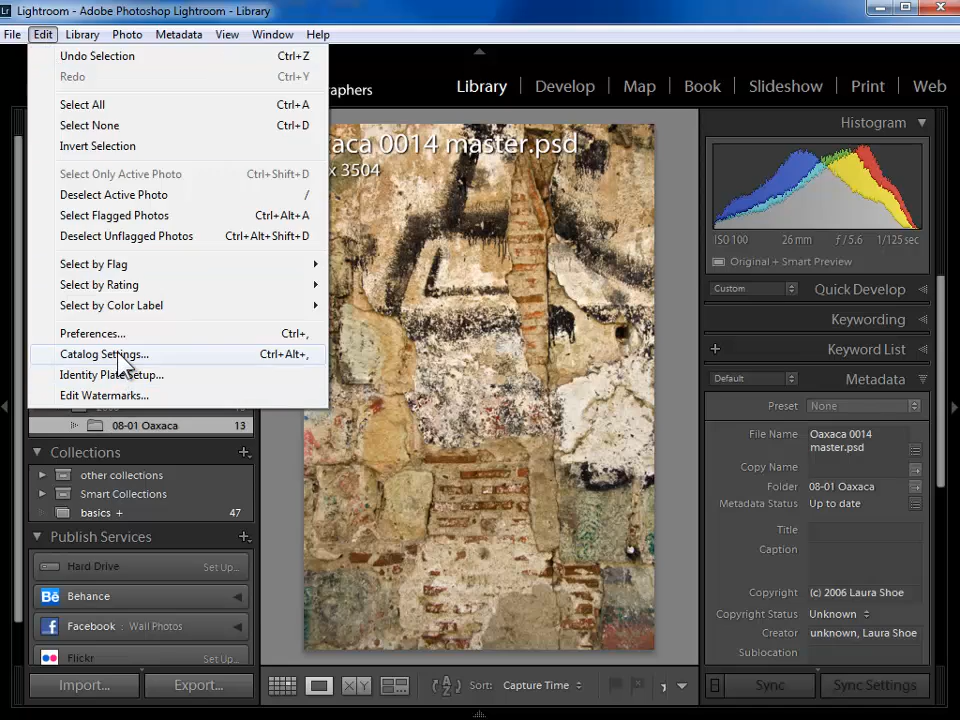 Lr Lightroom - Adobe Photoshop Lightroom - Library
File Edit Library Photo Metadata View Window Help
Undo Selection Ctrl+Z
Redo Ctrl+Y
Select All Ctrl+A
Select None Ctrl+D
Invert Selection
Select Only Active Photo Ctrl+Shift+D
Deselect Active Photo /
Select Flagged Photos Ctrl+Alt+A
Deselect Unflagged Photos Ctrl+Alt+Shift+D
Select by Flag
Select by Rating
Select by Color Label
Preferences... Ctrl+,
Catalog Settings... Ctrl+Alt+,
Identity Plate Setup...
Edit Watermarks...
08-01 Oaxaca 13
Collections
other collections
Smart Collections
basics + 47
Publish Services
Hard Drive Set Up...
Bē Behance
f Facebook : Wall Photos
Flickr Set Up...
Import... Export...
Library Develop Map Book Slideshow Print Web
aca 0014 master.psd
x 3504
Sort: Capture Time
Histogram
ISO 100 26 mm ƒ / 5.6 1/125 sec
Original + Smart Preview
Custom Quick Develop
Keywording
+ Keyword List
Default Metadata
Preset None
File Name Oaxaca 0014
master.psd
Copy Name
Folder 08-01 Oaxaca
Metadata Status Up to date
Title
Caption
Copyright (c) 2006 Laura Shoe
Copyright Status Unknown
Creator unknown, Laura Shoe
Sublocation
Sync Sync Settings